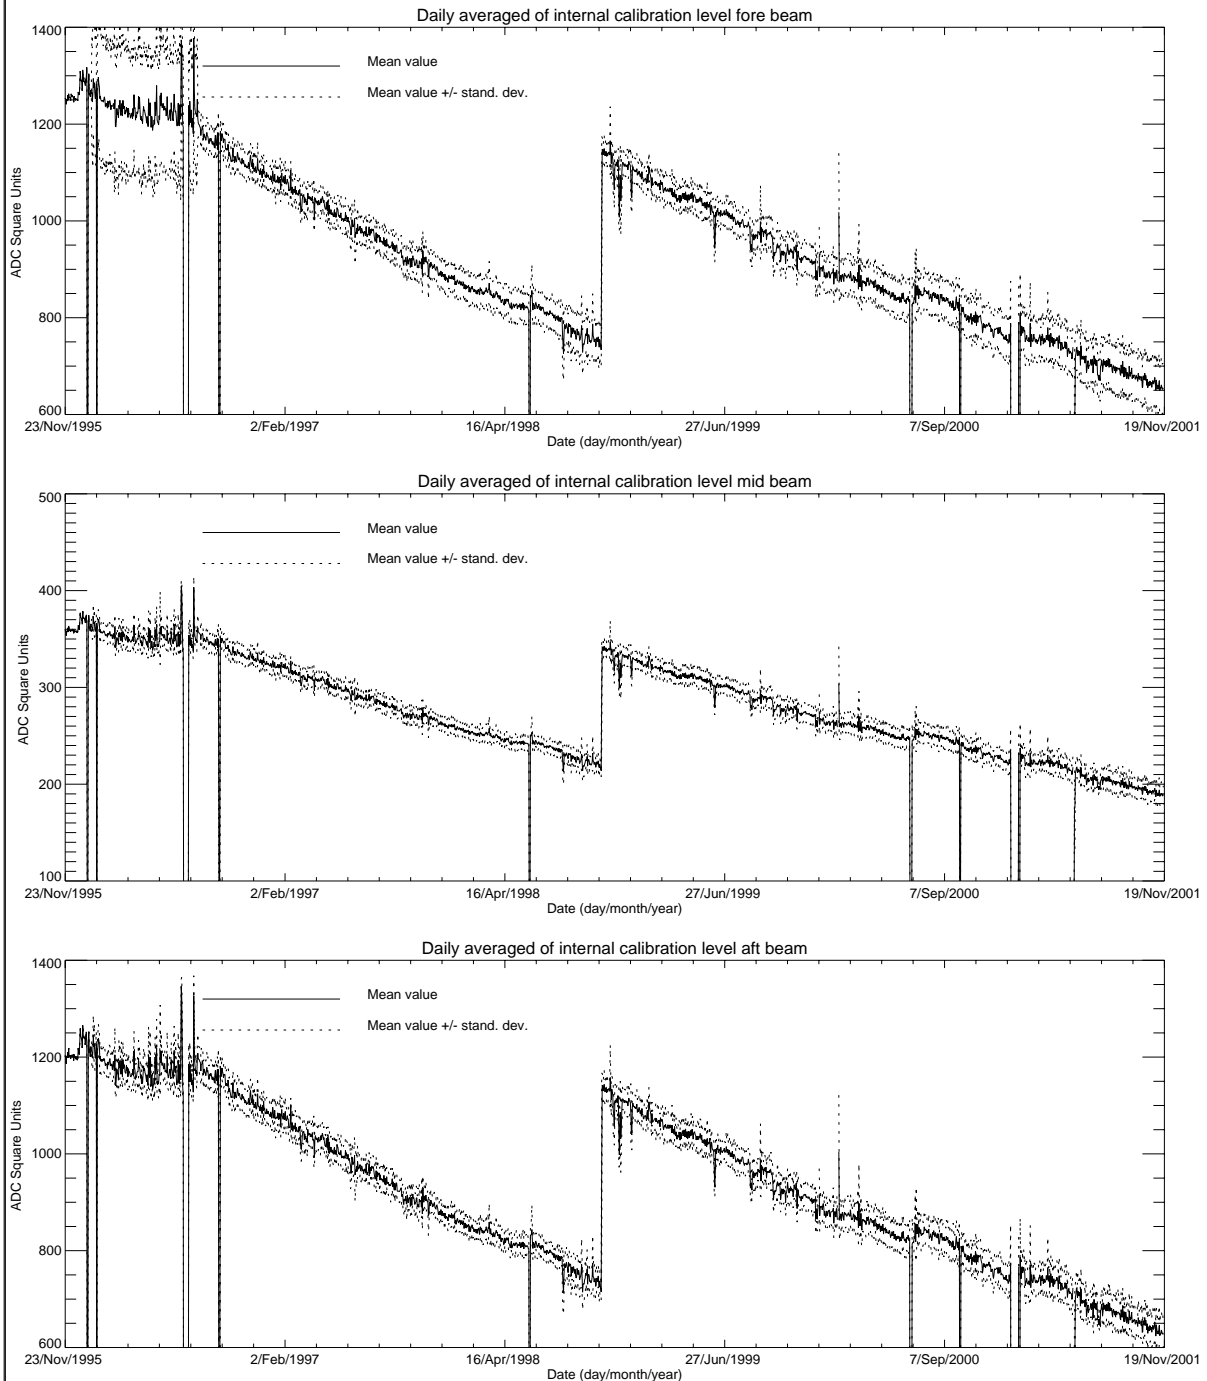 Daily averaged of internal calibration level fore beam
1400
1200
1000
800
600
ADC Square Units
Mean value
Mean value +/- stand. dev.
23/Nov/1995 2/Feb/1997 16/Apr/1998 27/Jun/1999 7/Sep/2000 19/Nov/2001
Date (day/month/year)
Daily averaged of internal calibration level mid beam
500
400
300
200
100
ADC Square Units
Mean value
Mean value +/- stand. dev.
23/Nov/1995 2/Feb/1997 16/Apr/1998 27/Jun/1999 7/Sep/2000 19/Nov/2001
Date (day/month/year)
Daily averaged of internal calibration level aft beam
1400
1200
1000
800
600
ADC Square Units
Mean value
Mean value +/- stand. dev.
23/Nov/1995 2/Feb/1997 16/Apr/1998 27/Jun/1999 7/Sep/2000 19/Nov/2001
Date (day/month/year)